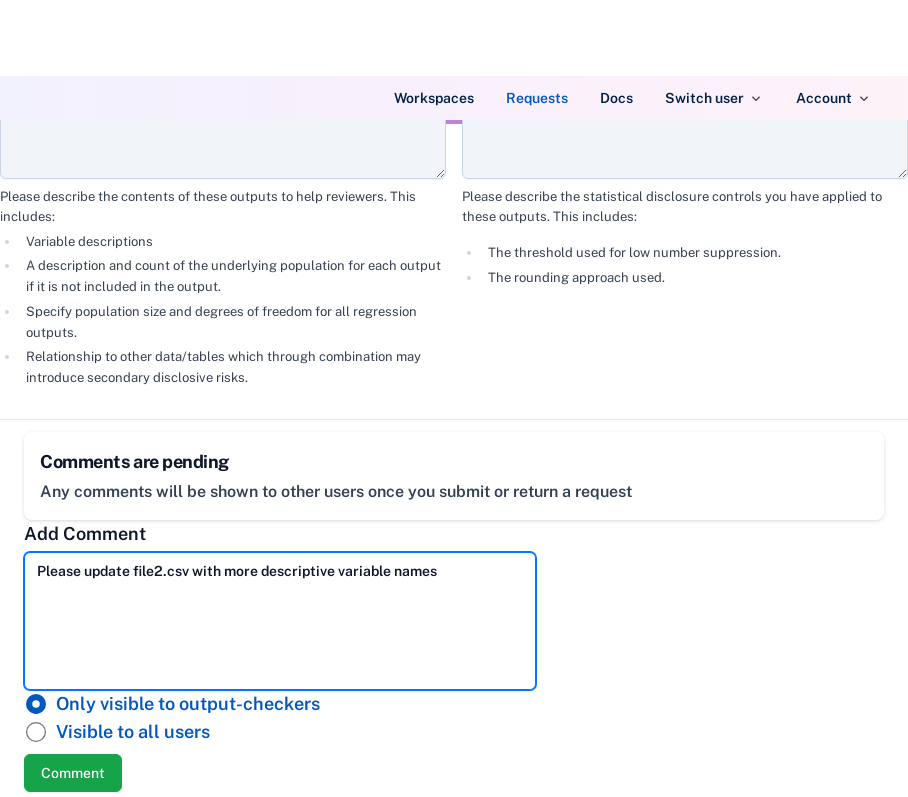 Workspaces Requests Docs Switch user Account
Please describe the contents of these outputs to help reviewers. This
includes:
Variable descriptions
A description and count of the underlying population for each output
if it is not included in the output.
Specify population size and degrees of freedom for all regression
outputs.
Relationship to other data/tables which through combination may
introduce secondary disclosive risks.
Please describe the statistical disclosure controls you have applied to
these outputs. This includes:
The threshold used for low number suppression.
The rounding approach used.
Comments are pending
Any comments will be shown to other users once you submit or return a request
Add Comment
Please update file2.csv with more descriptive variable names
Only visible to output-checkers
Visible to all users
Comment